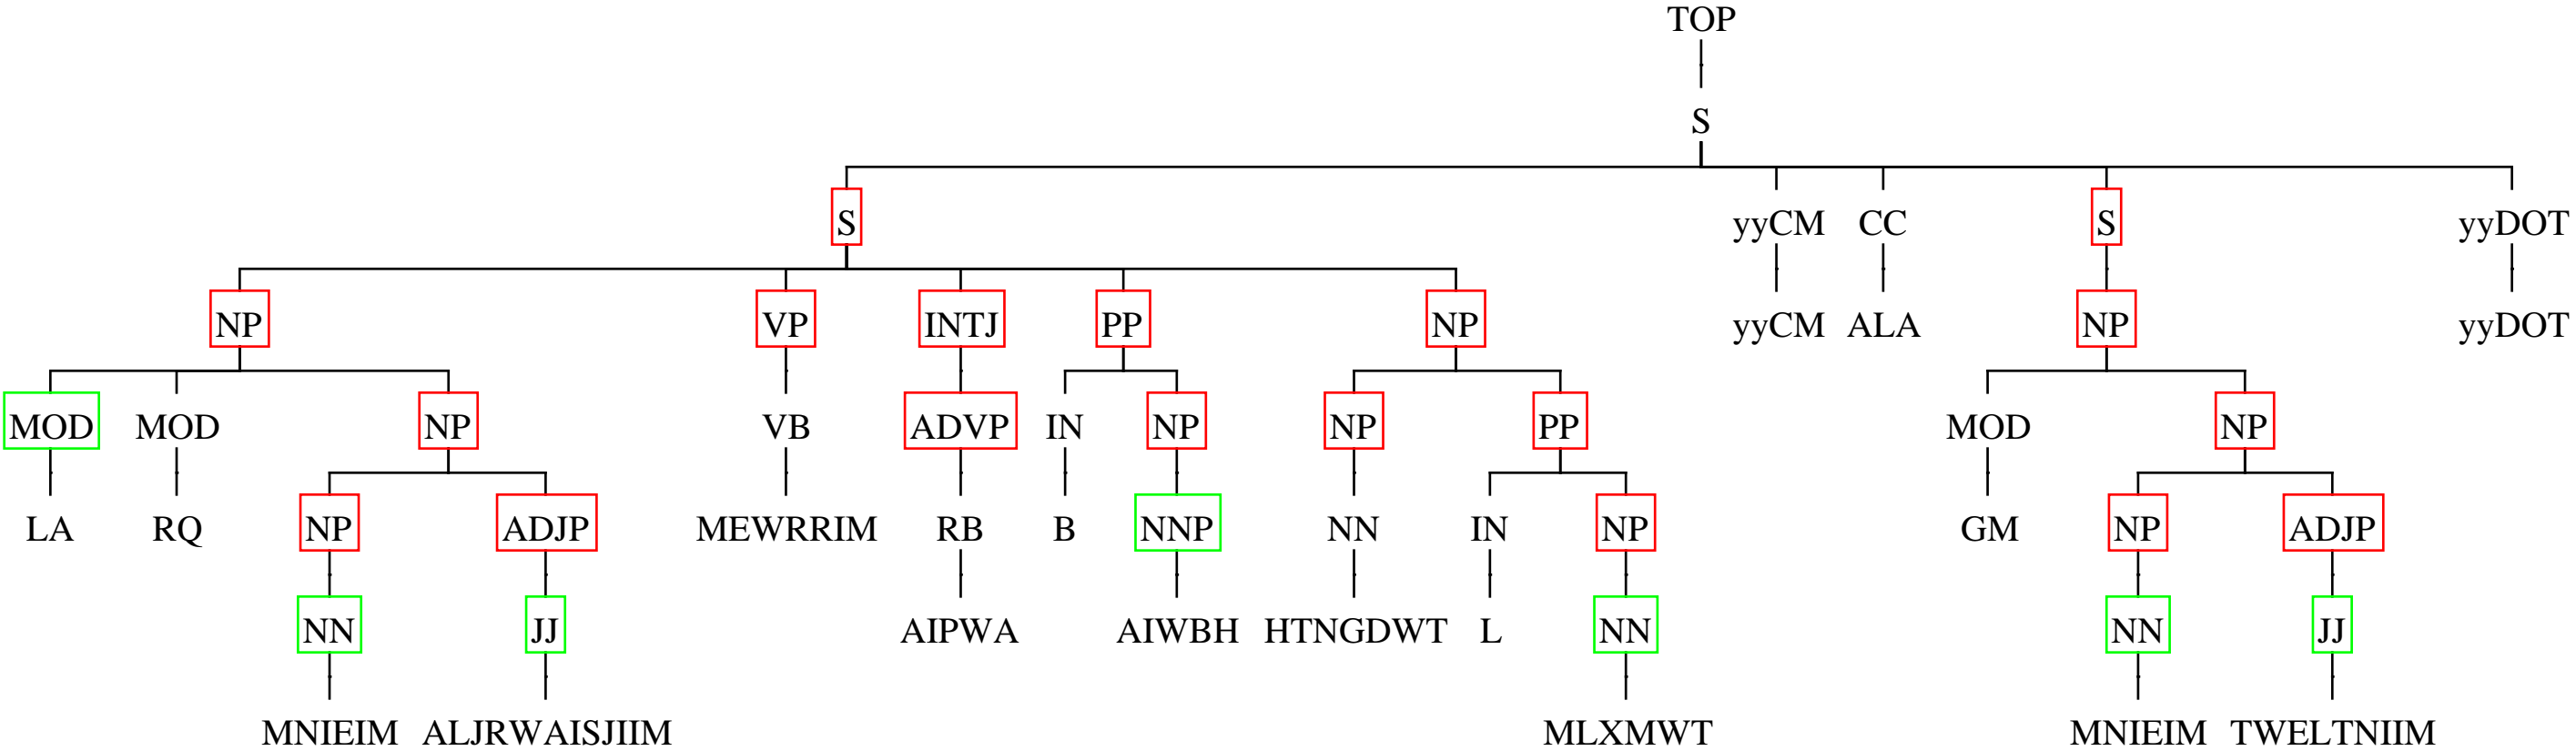 TOP
S
S yyCM CC S yyDOT
NP VP INTJ PP NP yyCM ALA NP yyDOT
MOD MOD NP VB ADVP IN NP NP PP MOD NP
LA RQ NP ADJP MEWRRIM RB B NNP NN IN NP GM NP ADJP
NN JJ AIPWA AIWBH HTNGDWT L NN NN JJ
MNIEIM ALJRWAISJIIM MLXMWT MNIEIM TWELTNIIM